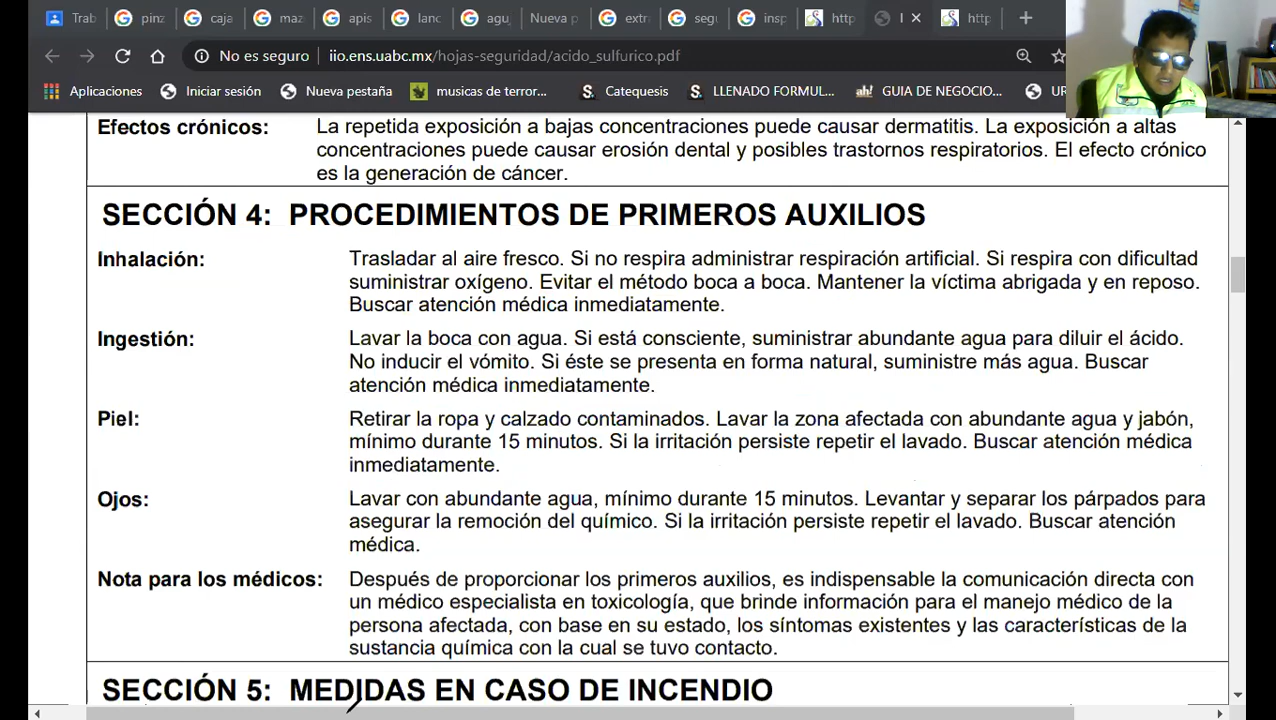 Trab
pinz
caja
maz
apis
lanc
agu
Nueva p
extr
segu
insp
http
I
http
No es seguro
iio.ens.uabc.mx/hojas-seguridad/acido_sulfurico.pdf
Aplicaciones
Iniciar sesión
Nueva pestaña
musicas de terror...
Catequesis
LLENADO FORMUL...
GUIA DE NEGOCIO...
UR
Efectos crónicos: La repetida exposición a bajas concentraciones puede causar dermatitis. La exposición a altas
concentraciones puede causar erosión dental y posibles trastornos respiratorios. El efecto crónico
es la generación de cáncer.
SECCIÓN 4: PROCEDIMIENTOS DE PRIMEROS AUXILIOS
Inhalación: Trasladar al aire fresco. Si no respira administrar respiración artificial. Si respira con dificultad
suministrar oxígeno. Evitar el método boca a boca. Mantener la víctima abrigada y en reposo.
Buscar atención médica inmediatamente.
Ingestión: Lavar la boca con agua. Si está consciente, suministrar abundante agua para diluir el ácido.
No inducir el vómito. Si éste se presenta en forma natural, suministre más agua. Buscar
atención médica inmediatamente.
Piel: Retirar la ropa y calzado contaminados. Lavar la zona afectada con abundante agua y jabón,
mínimo durante 15 minutos. Si la irritación persiste repetir el lavado. Buscar atención médica
inmediatamente.
Ojos: Lavar con abundante agua, mínimo durante 15 minutos. Levantar y separar los párpados para
asegurar la remoción del químico. Si la irritación persiste repetir el lavado. Buscar atención
médica.
Nota para los médicos: Después de proporcionar los primeros auxilios, es indispensable la comunicación directa con
un médico especialista en toxicología, que brinde información para el manejo médico de la
persona afectada, con base en su estado, los síntomas existentes y las características de la
sustancia química con la cual se tuvo contacto.
SECCIÓN 5: MEDIDAS EN CASO DE INCENDIO